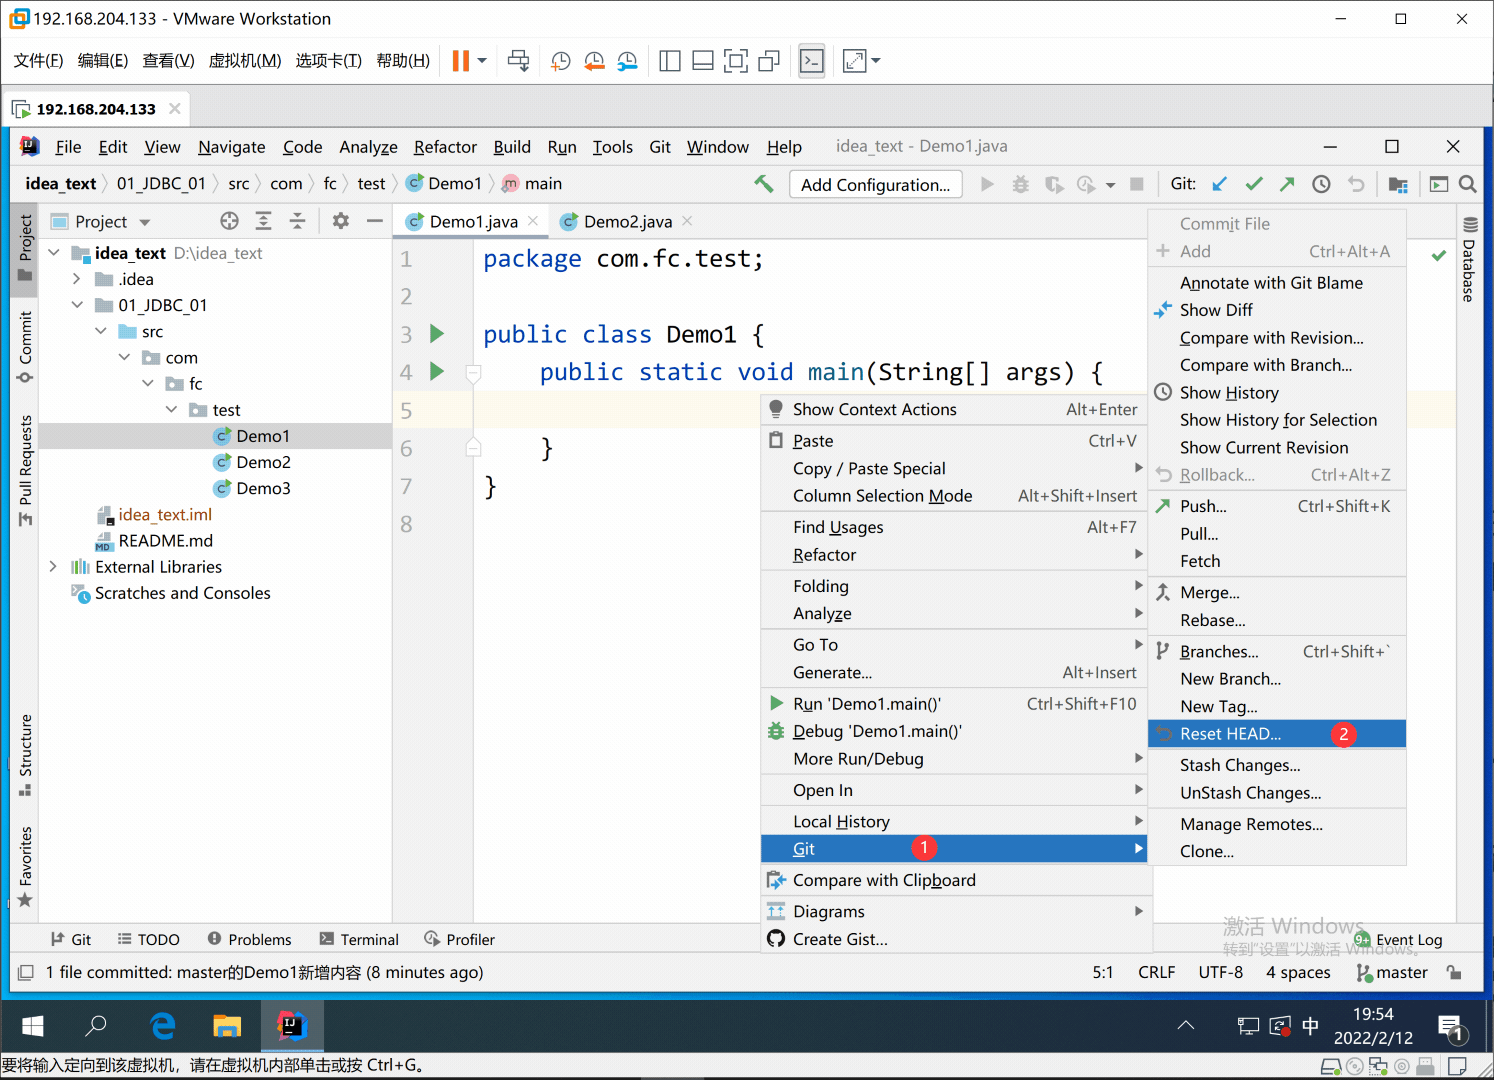 192.168.204.133 - VMware Workstation
文件(F) 编辑(E) 查看(V) 虚拟机(M) 选项卡(T) 帮助(H)
192.168.204.133
File Edit View Navigate Code Analyze Refactor Build Run Tools Git Window Help idea_text - Demo1.java
idea_text 01_JDBC_01 src com fc test Demo1 main Add Configuration... Git:
Project
Demo1.java Demo2.java
Project
Commit
Pull Requests
Structure
Favorites
Database
idea_text D:\idea_text
.idea
01_JDBC_01
src
com
fc
test
Demo1
Demo2
Demo3
idea_text.iml
README.md
External Libraries
Scratches and Consoles
1 package com.fc.test;
2
3 public class Demo1 {
4 public static void main(String[] args) {
5
6 }
7 }
8
Show Context Actions Alt+Enter
Paste Ctrl+V
Copy / Paste Special
Column Selection Mode Alt+Shift+Insert
Find Usages Alt+F7
Refactor
Folding
Analyze
Go To
Generate... Alt+Insert
Run 'Demo1.main()' Ctrl+Shift+F10
Debug 'Demo1.main()'
More Run/Debug
Open In
Local History
Git 1
Compare with Clipboard
Diagrams
Create Gist...
Commit File
Add Ctrl+Alt+A
Annotate with Git Blame
Show Diff
Compare with Revision...
Compare with Branch...
Show History
Show History for Selection
Show Current Revision
Rollback... Ctrl+Alt+Z
Push... Ctrl+Shift+K
Pull...
Fetch
Merge...
Rebase...
Branches... Ctrl+Shift+`
New Branch...
New Tag...
Reset HEAD... 2
Stash Changes...
UnStash Changes...
Manage Remotes...
Clone...
激活 Windows
转到"设置"以激活 Windows。
Git TODO Problems Terminal Profiler 9+ Event Log
1 file committed: master的Demo1新增内容 (8 minutes ago) 5:1 CRLF UTF-8 4 spaces master
中 19:54
2022/2/12
1
要将输入定向到该虚拟机，请在虚拟机内部单击或按 Ctrl+G。